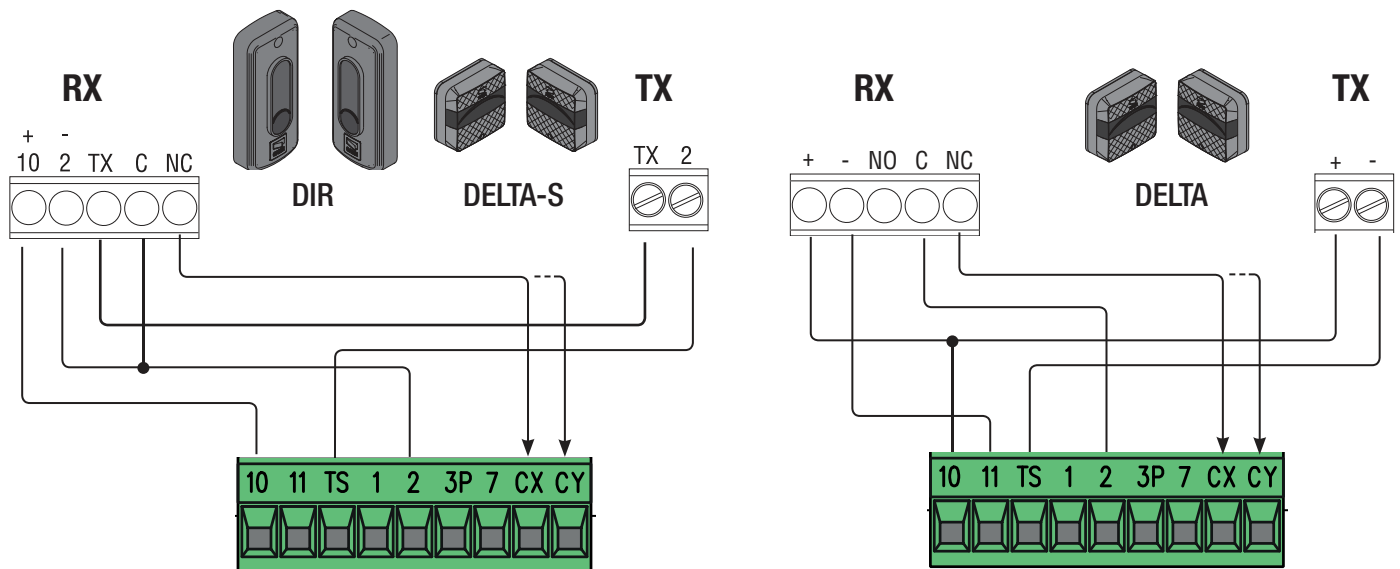 RX
TX
+ -
10 2 TX C NC
TX 2
DIR
DELTA-S
10 11 TS 1 2 3P 7 CX CY
RX
TX
+ - NO C NC
+ -
DELTA
10 11 TS 1 2 3P 7 CX CY